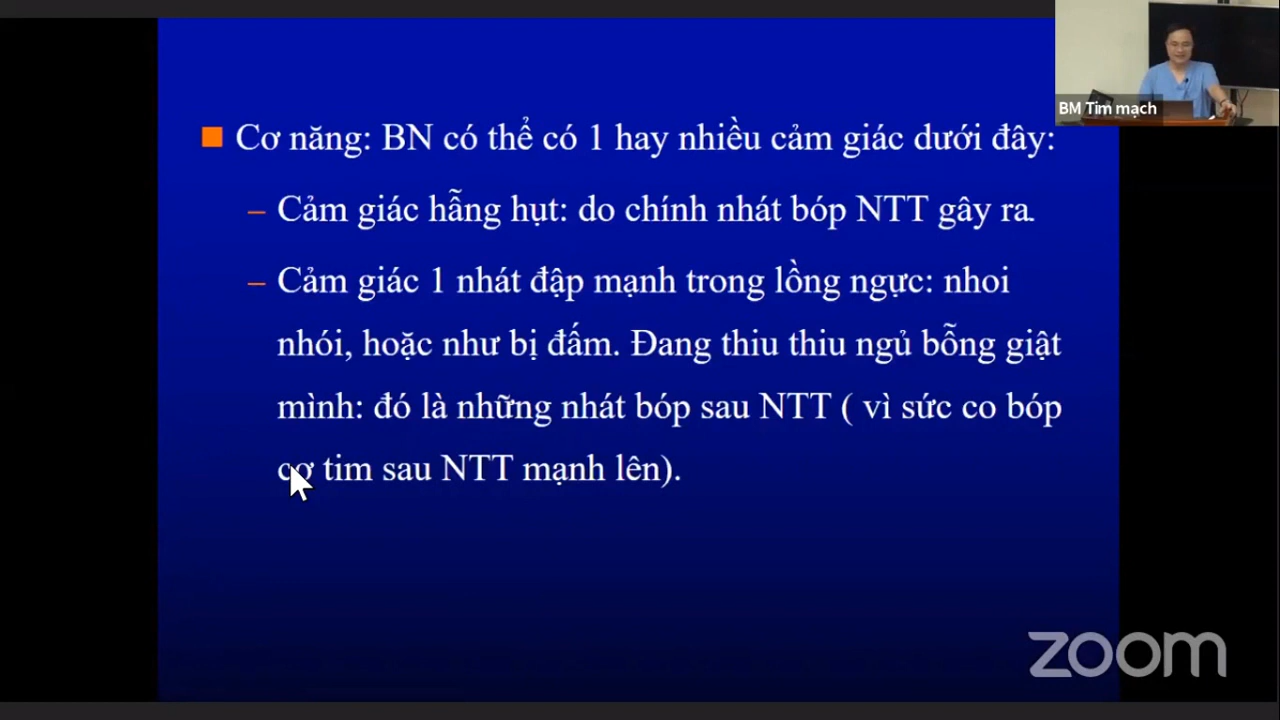 BM Tim mạch
Cơ năng: BN có thể có 1 hay nhiều cảm giác dưới đây:
– Cảm giác hẫng hụt: do chính nhát bóp NTT gây ra.
– Cảm giác 1 nhát đập mạnh trong lồng ngực: nhoi
nhói, hoặc như bị đấm. Đang thiu thiu ngủ bỗng giật
mình: đó là những nhát bóp sau NTT ( vì sức co bóp
cơ tim sau NTT mạnh lên).
zoom